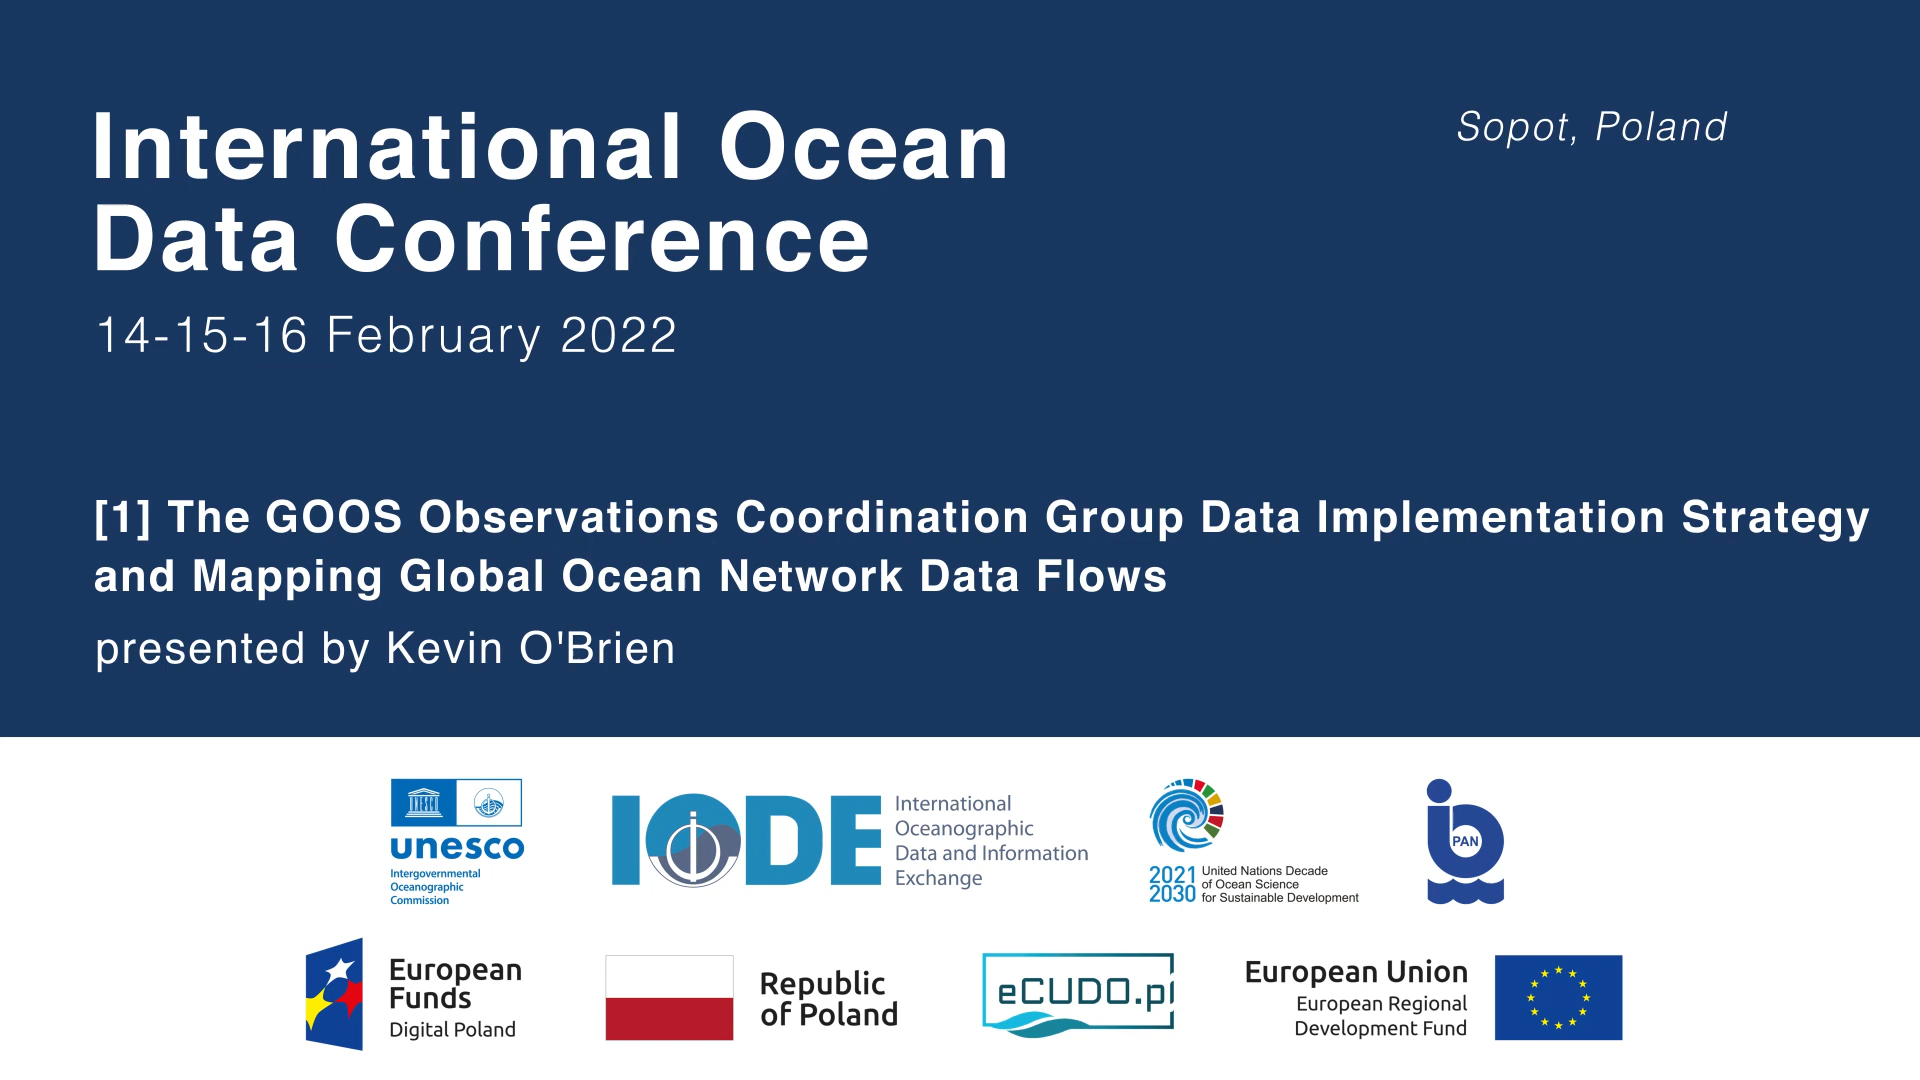 International Ocean
Data Conference
Sopot, Poland
14-15-16 February 2022
[1] The GOOS Observations Coordination Group Data Implementation Strategy
and Mapping Global Ocean Network Data Flows
presented by Kevin O'Brien
unesco
Intergovernmental
Oceanographic
Commission
IODE
International
Oceanographic
Data and Information
Exchange
2021
2030
United Nations Decade
of Ocean Science
for Sustainable Development
PAN
European
Funds
Digital Poland
Republic
of Poland
eCUDO.pl
European Union
European Regional
Development Fund